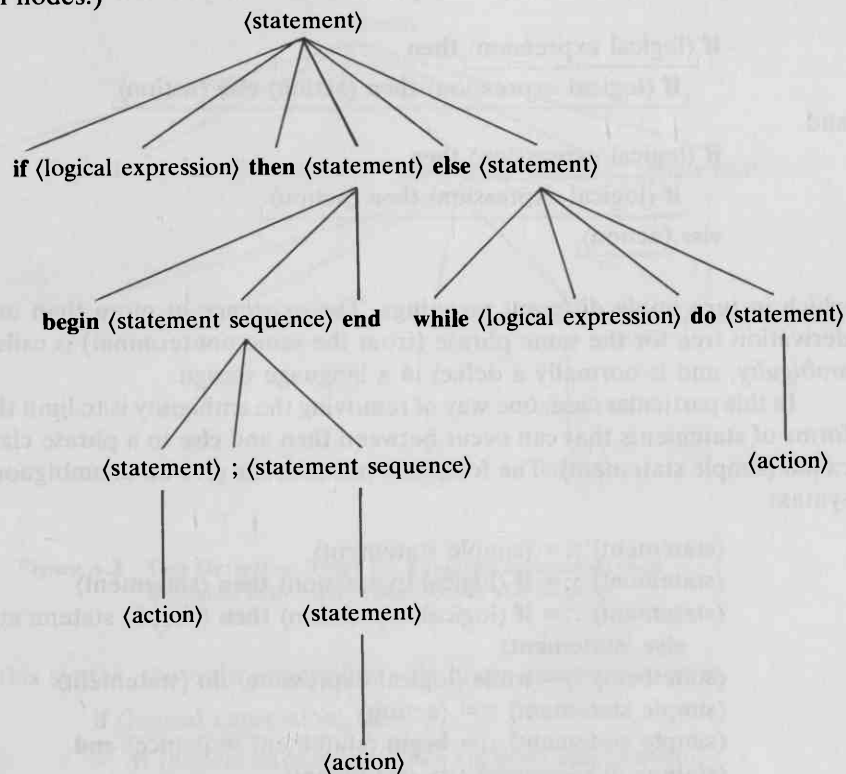 nodes.)
⟨statement⟩
if ⟨logical expression⟩ then ⟨statement⟩ else ⟨statement⟩
begin ⟨statement sequence⟩ end while ⟨logical expression⟩ do ⟨statement⟩
⟨statement⟩ ; ⟨statement sequence⟩ ⟨action⟩
⟨action⟩ ⟨statement⟩
⟨action⟩